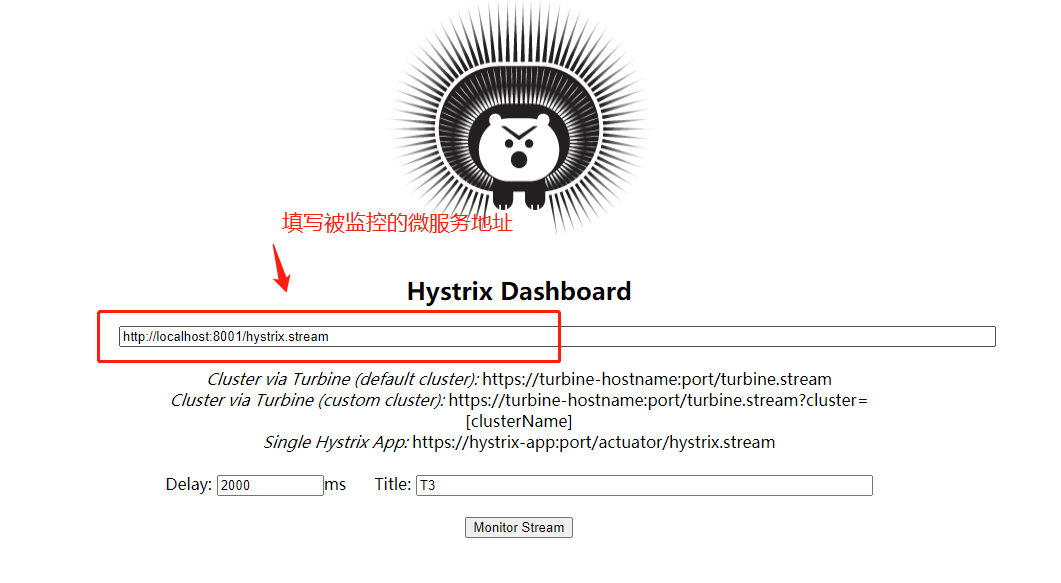 填写被监控的微服务地址
Hystrix Dashboard
http://localhost:8001/hystrix.stream
Cluster via Turbine (default cluster): https://turbine-hostname:port/turbine.stream
Cluster via Turbine (custom cluster): https://turbine-hostname:port/turbine.stream?cluster=
[clusterName]
Single Hystrix App: https://hystrix-app:port/actuator/hystrix.stream
Delay: 2000 ms Title: T3
Monitor Stream